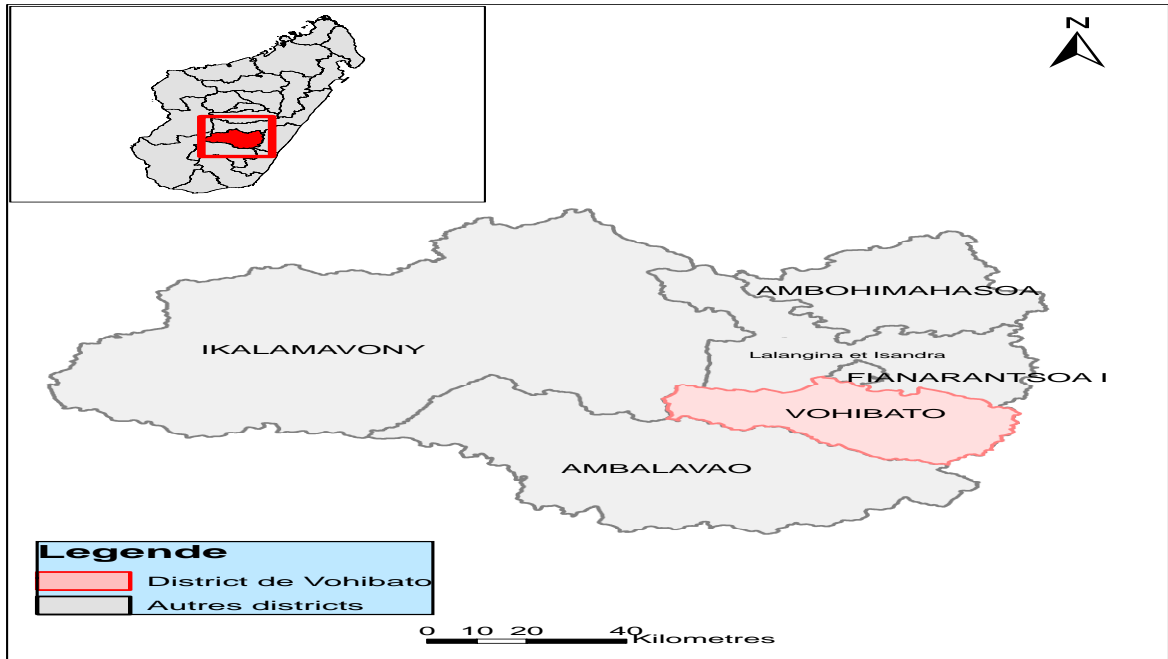 N
AMBOHIMAHASOA
IKALAMAVONY
Lalangina et Isandra
FIANARANTSOA I
VOHIBATO
AMBALAVAO
Legende
District de Vohibato
Autres districts
0 10 20 40 Kilometres